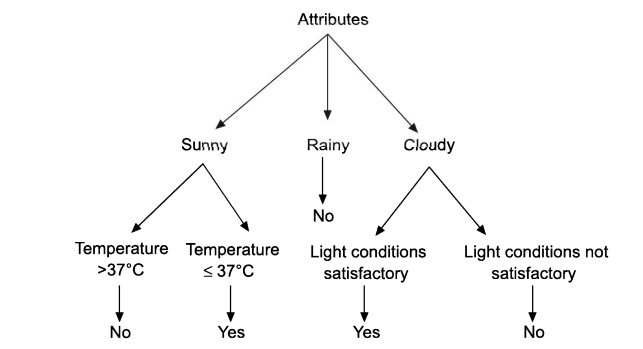 Attributes
Sunny
Rainy
Cloudy
No
Temperature
>37°C
Temperature
≤ 37°C
Light conditions
satisfactory
Light conditions not
satisfactory
No
Yes
Yes
No